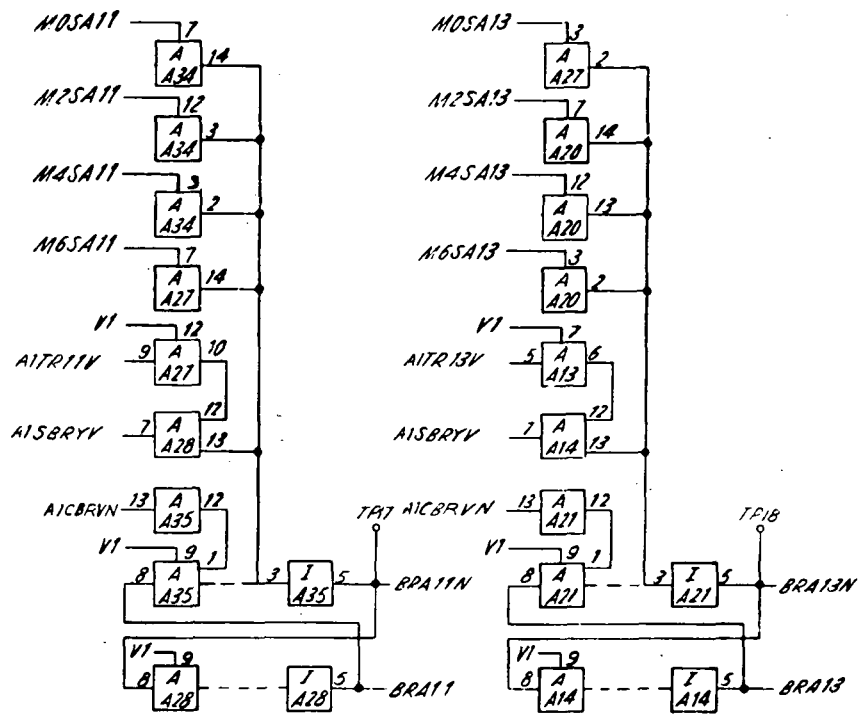 M0SA11 7
A
A34 14
M2SA11 12
A
A34 3
M4SA11 3
A
A34 2
M6SA11 7
A
A27 14
V1 12
A1TR11V 9 A 10
A27
12
A1SBRYV 7 A
A28 13
A1CBRVN 13 A 12
A35
V1 9 1
8 A
A35
3 I 5
A35
TP17
BRA11N
V1 9
8 A
A28
I 5
A28
BRA11
M0SA13 3
A
A27 2
M2SA13 7
A
A20 14
M4SA13 12
A
A20 13
M6SA13 3
A
A20 2
V1 7
A1TR13V 5 A 6
A13
12
A1SBRYV 7 A
A14 13
A1CBRVN 13 A 12
A21
V1 9 1
8 A
A21
3 I 5
A21
TP18
BRA13N
V1 9
8 A
A14
I 5
A14
BRA13